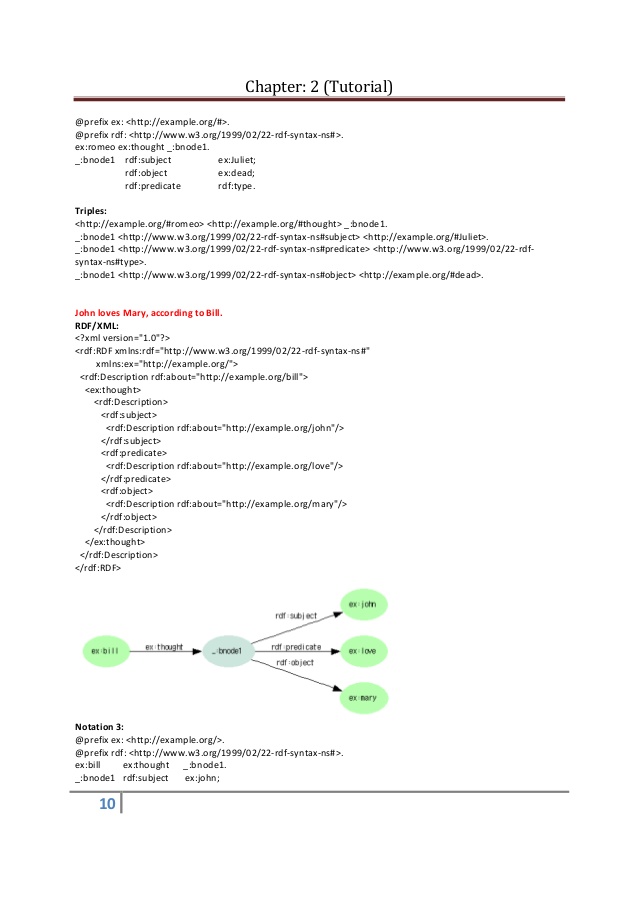 Chapter: 2 (Tutorial)
@prefix ex: <http://example.org/#>.
@prefix rdf: <http://www.w3.org/1999/02/22-rdf-syntax-ns#>.
ex:romeo ex:thought _:bnode1.
_:bnode1 rdf:subject ex:Juliet;
rdf:object ex:dead;
rdf:predicate rdf:type.
Triples:
<http://example.org/#romeo> <http://example.org/#thought> _:bnode1.
_:bnode1 <http://www.w3.org/1999/02/22-rdf-syntax-ns#subject> <http://example.org/#Juliet>.
_:bnode1 <http://www.w3.org/1999/02/22-rdf-syntax-ns#predicate> <http://www.w3.org/1999/02/22-rdf-
syntax-ns#type>.
_:bnode1 <http://www.w3.org/1999/02/22-rdf-syntax-ns#object> <http://example.org/#dead>.
John loves Mary, according to Bill.
RDF/XML:
<?xml version="1.0"?>
<rdf:RDF xmlns:rdf="http://www.w3.org/1999/02/22-rdf-syntax-ns#"
xmlns:ex="http://example.org/">
<rdf:Description rdf:about="http://example.org/bill">
<ex:thought>
<rdf:Description>
<rdf:subject>
<rdf:Description rdf:about="http://example.org/john"/>
</rdf:subject>
<rdf:predicate>
<rdf:Description rdf:about="http://example.org/love"/>
</rdf:predicate>
<rdf:object>
<rdf:Description rdf:about="http://example.org/mary"/>
</rdf:object>
</rdf:Description>
</ex:thought>
</rdf:Description>
</rdf:RDF>
ex:john
rdf:subject
ex:bill ex:thought _:bnode1 rdf:predicate ex:love
rdf:object
ex:mary
Notation 3:
@prefix ex: <http://example.org/>.
@prefix rdf: <http://www.w3.org/1999/02/22-rdf-syntax-ns#>.
ex:bill ex:thought _:bnode1.
_:bnode1 rdf:subject ex:john;
10